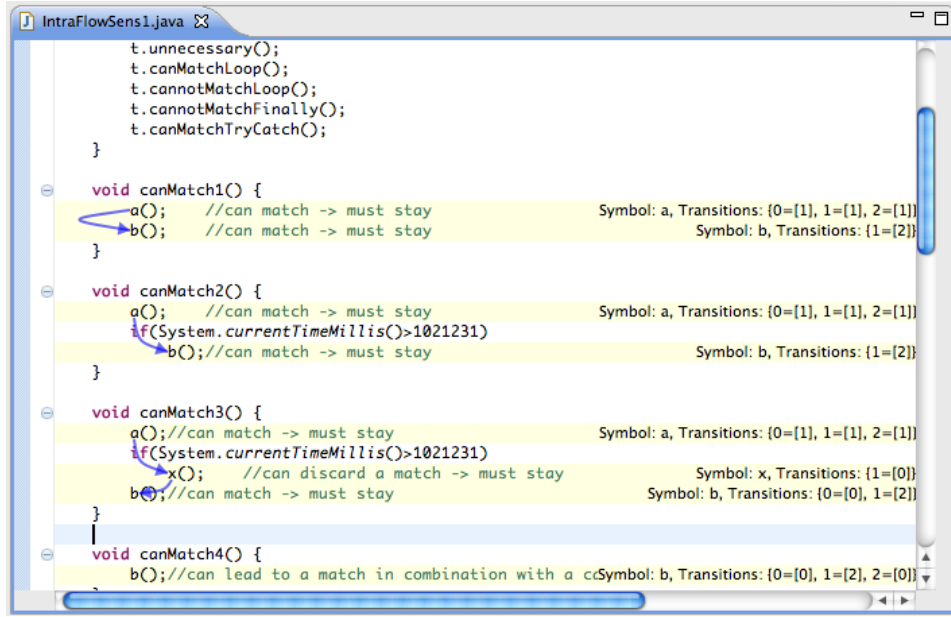 IntraFlowSens1.java
t.unnecessary();
t.canMatchLoop();
t.cannotMatchLoop();
t.cannotMatchFinally();
t.canMatchTryCatch();
}
void canMatch1() {
a(); //can match -> must stay Symbol: a, Transitions: {0=[1], 1=[1], 2=[1]}
b(); //can match -> must stay Symbol: b, Transitions: {1=[2]}
}
void canMatch2() {
a(); //can match -> must stay Symbol: a, Transitions: {0=[1], 1=[1], 2=[1]}
if(System.currentTimeMillis()>1021231)
b();//can match -> must stay Symbol: b, Transitions: {1=[2]}
}
void canMatch3() {
a();//can match -> must stay Symbol: a, Transitions: {0=[1], 1=[1], 2=[1]}
if(System.currentTimeMillis()>1021231)
x(); //can discard a match -> must stay Symbol: x, Transitions: {1=[0]}
b();//can match -> must stay Symbol: b, Transitions: {0=[0], 1=[2]}
}
void canMatch4() {
b();//can lead to a match in combination with a Symbol: b, Transitions: {0=[0], 1=[2], 2=[0]}